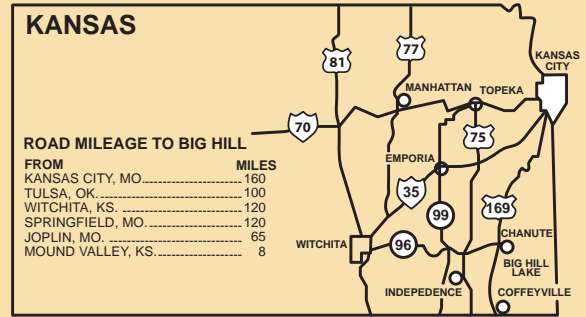 KANSAS
81
77
KANSAS
CITY
MANHATTAN
TOPEKA
70
75
ROAD MILEAGE TO BIG HILL
FROM MILES
KANSAS CITY, MO. 160
TULSA, OK. 100
WITCHITA, KS. 120
SPRINGFIELD, MO. 120
JOPLIN, MO. 65
MOUND VALLEY, KS. 8
EMPORIA
35
99
169
WITCHITA
96
CHANUTE
BIG HILL
LAKE
INDEPEDENCE
COFFEYVILLE